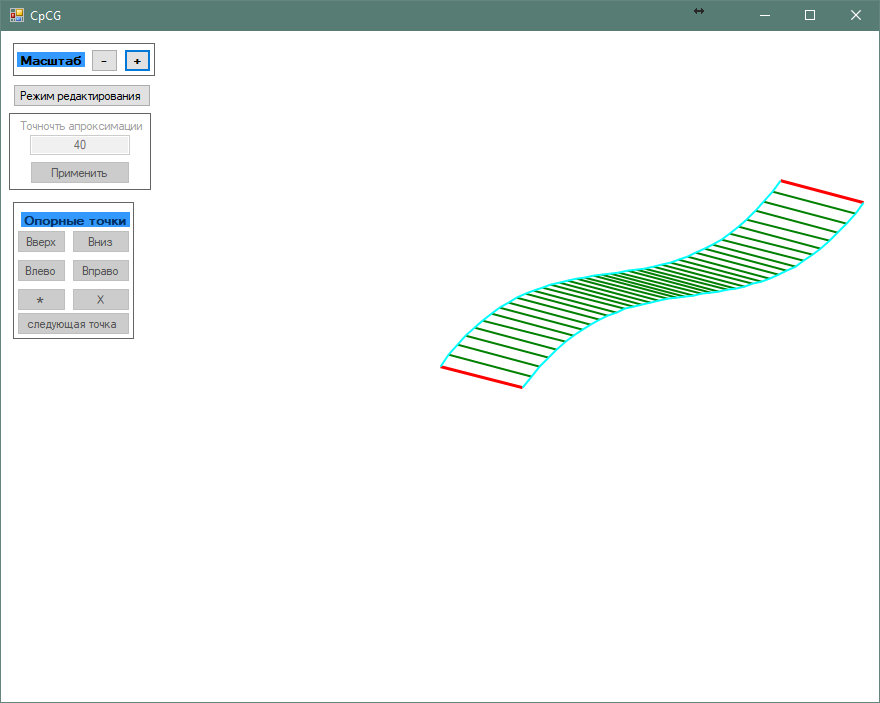 CpCG
Масштаб - +
Режим редактирования
Точночть апроксимации
40
Применить
Опорные точки
Вверх Вниз
Влево Вправо
* X
следующая точка